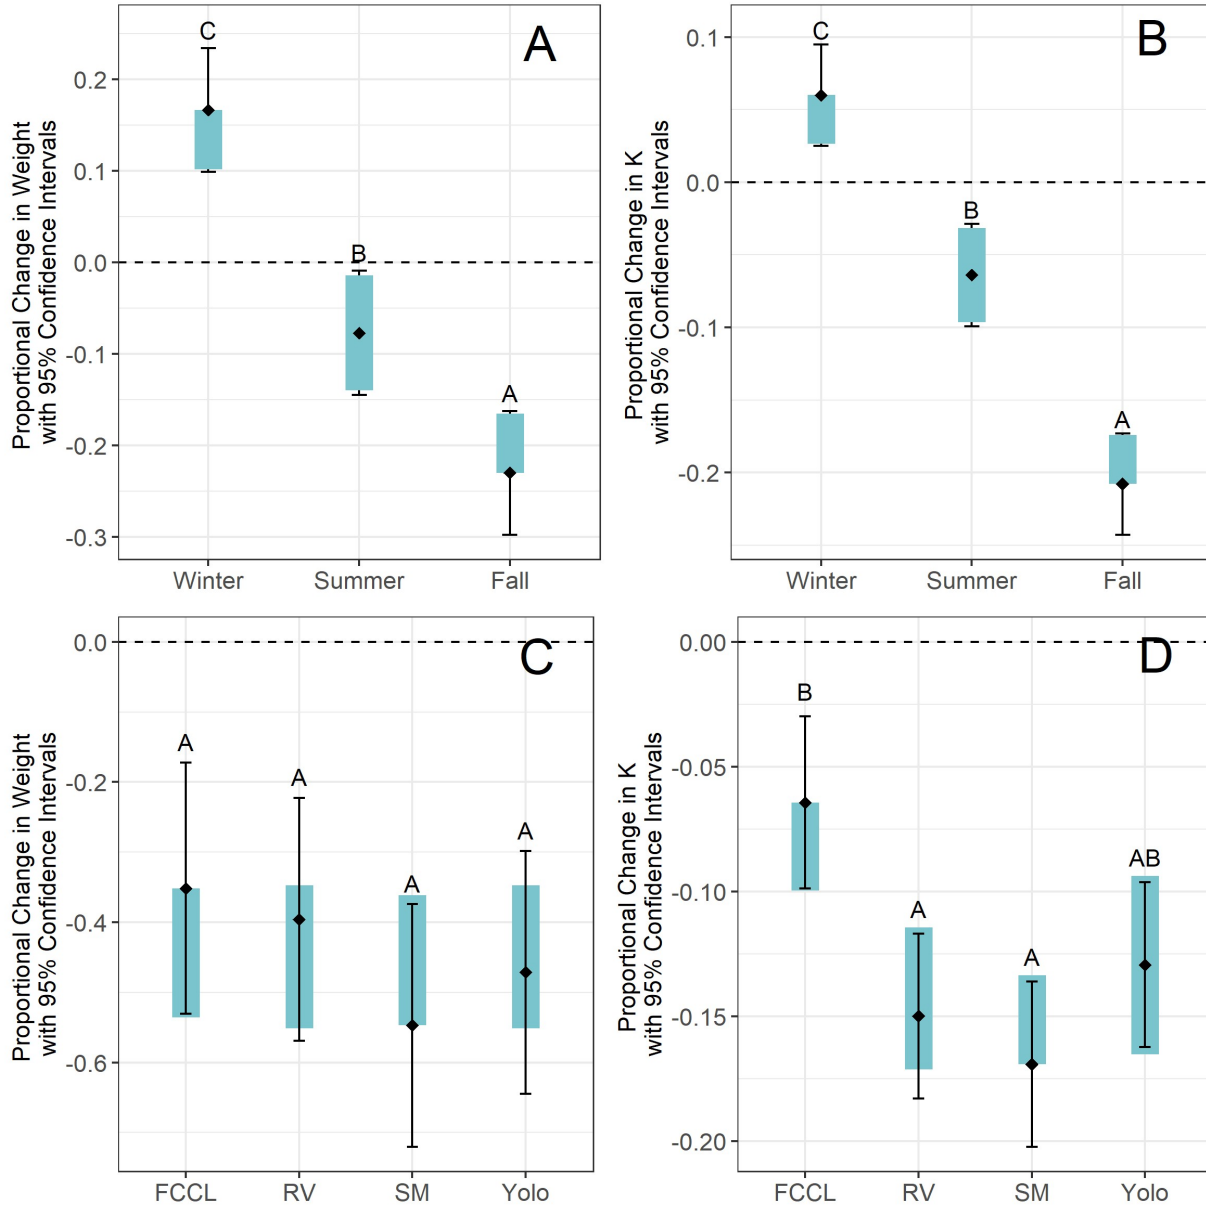 A
Proportional Change in Weight
with 95% Confidence Intervals
0.2
0.1
0.0
-0.1
-0.2
-0.3
C
B
A
Winter Summer Fall
B
Proportional Change in K
with 95% Confidence Intervals
0.1
0.0
-0.1
-0.2
C
B
A
Winter Summer Fall
C
Proportional Change in Weight
with 95% Confidence Intervals
0.0
-0.2
-0.4
-0.6
A
A
A
A
FCCL RV SM Yolo
D
Proportional Change in K
with 95% Confidence Intervals
0.00
-0.05
-0.10
-0.15
-0.20
B
A
A
AB
FCCL RV SM Yolo